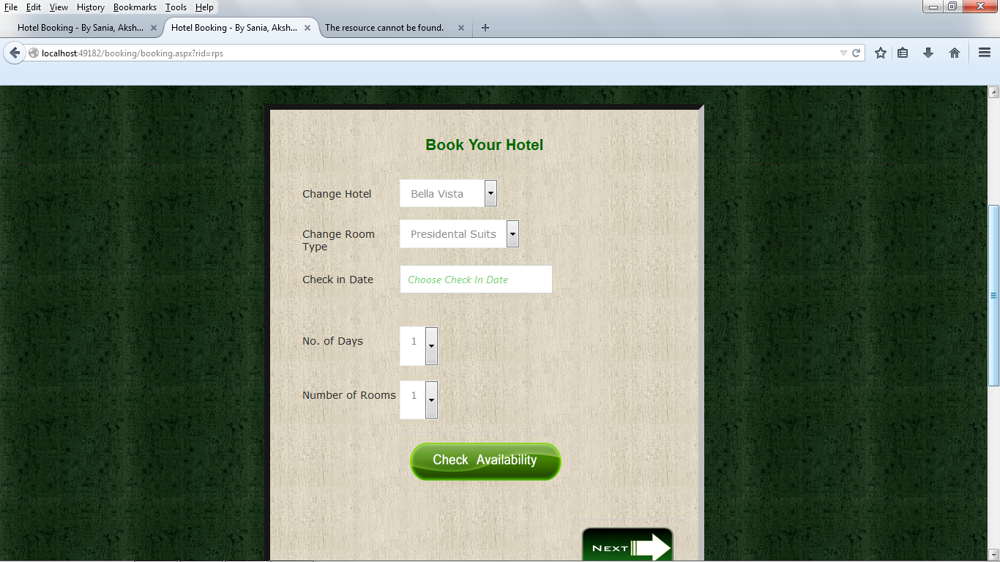 File Edit View History Bookmarks Tools Help
Hotel Booking - By Sania, Aksh... Hotel Booking - By Sania, Aksh... The resource cannot be found.
localhost:49182/booking/booking.aspx?rid=rps
Book Your Hotel
Change Hotel Bella Vista
Change Room Presidental Suits
Type
Check in Date Choose Check In Date
No. of Days 1
Number of Rooms 1
Check Availability
NEXT